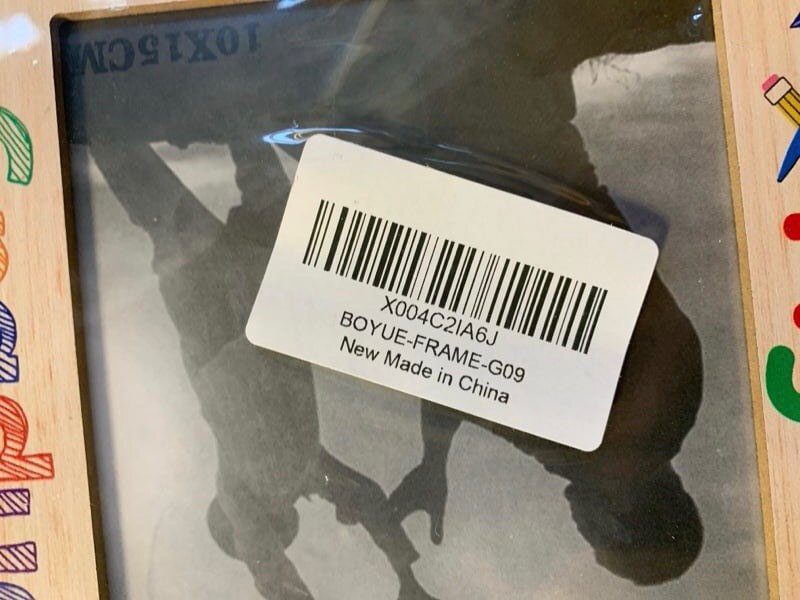 10X15CM
X004C2IA6J
BOYUE-FRAME-G09
New Made in China